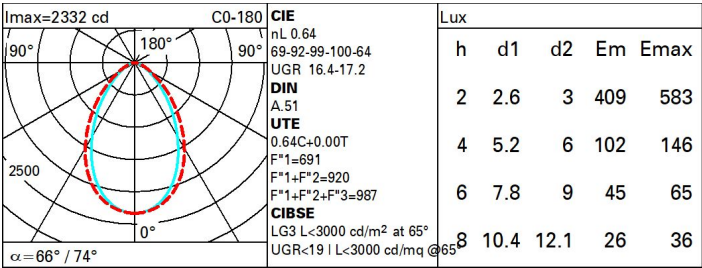 Imax=2332 cd C0-180
90° 180° 90°
2500
0°
α=66° / 74°
CIE
nL 0.64
69-92-99-100-64
UGR 16.4-17.2
DIN
A.51
UTE
0.64C+0.00T
F"1=691
F"1+F"2=920
F"1+F"2+F"3=987
CIBSE
LG3 L<3000 cd/m² at 65°
UGR<19 | L<3000 cd/mq @65°
Lux
h d1 d2 Em Emax
2 2.6 3 409 583
4 5.2 6 102 146
6 7.8 9 45 65
8 10.4 12.1 26 36